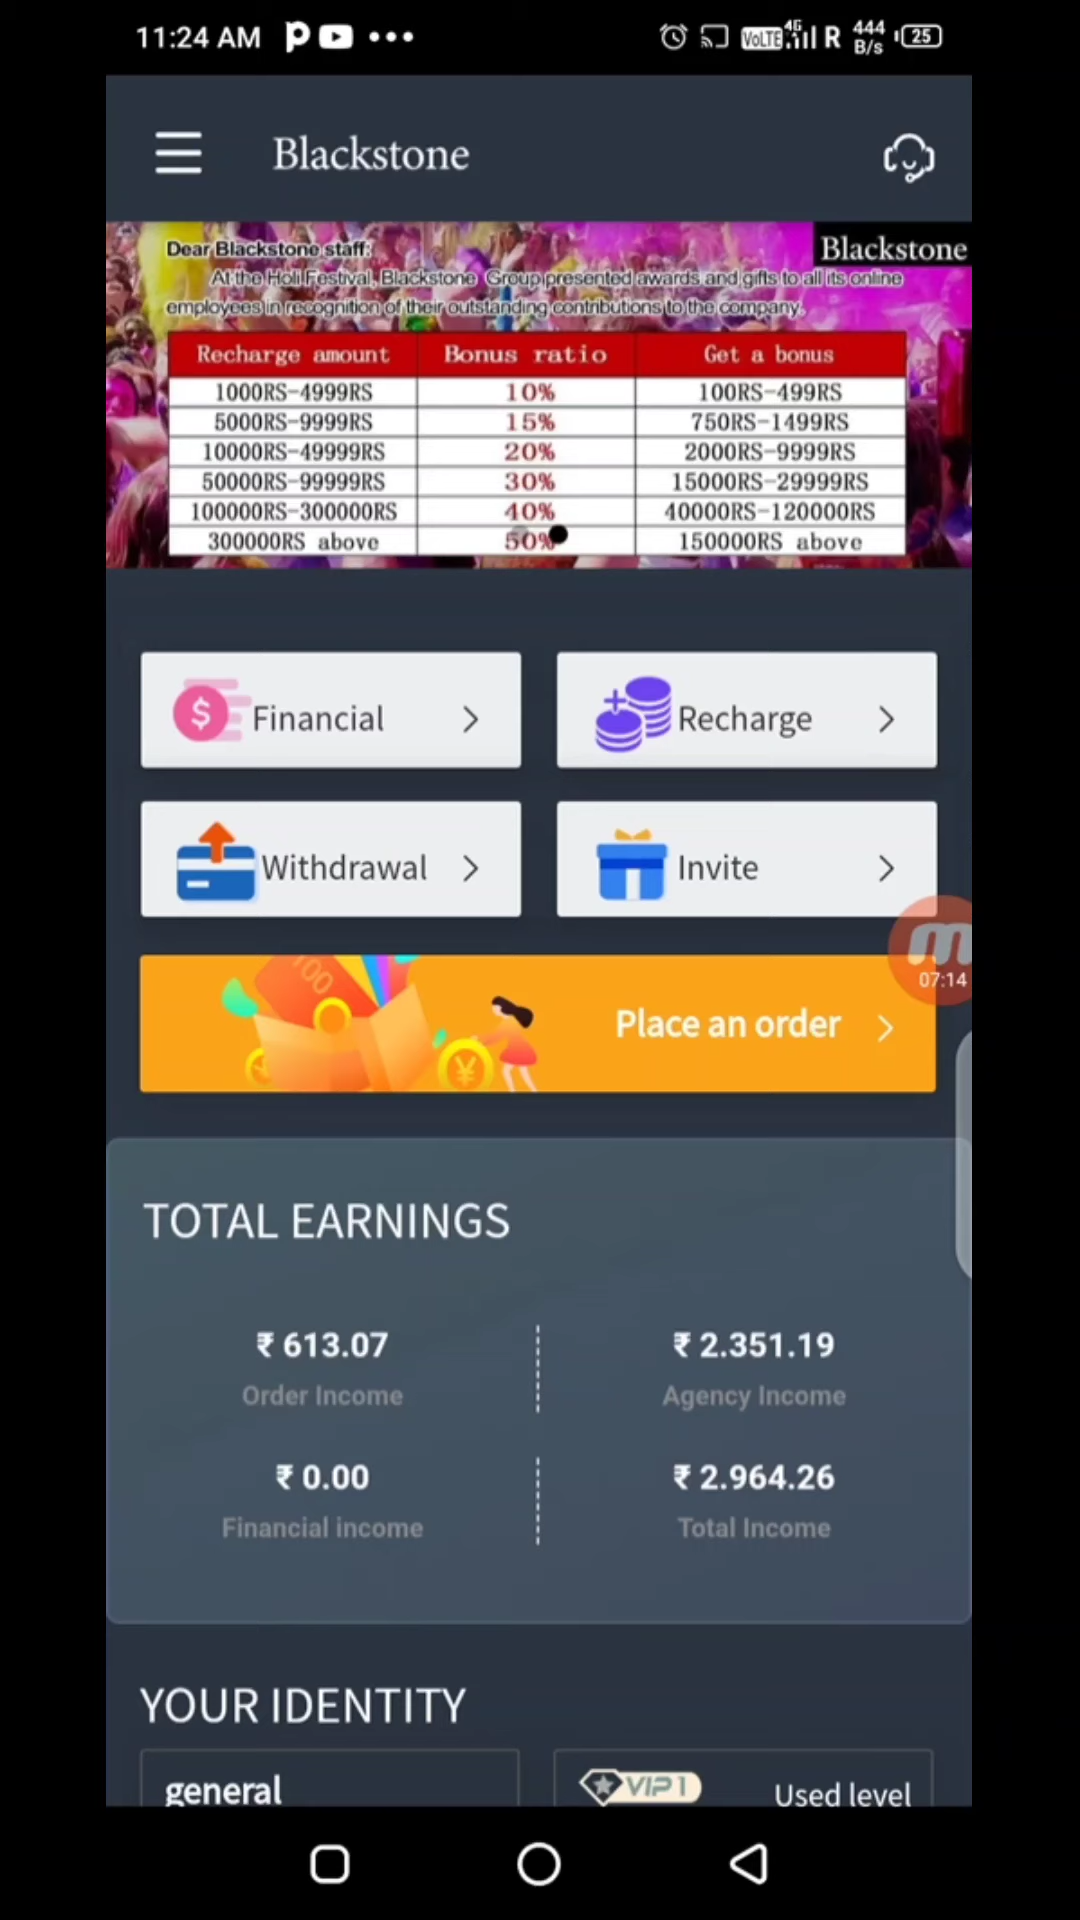 11:24 AM
VoLTE 4G R 444 B/s 25
Blackstone
Dear Blackstone staff:
Blackstone
At the Holi Festival, Blackstone Group presented awards and gifts to all its online
employees in recognition of their outstanding contributions to the company.
Recharge amount Bonus ratio Get a bonus
1000RS-4999RS 10% 100RS-499RS
5000RS-9999RS 15% 750RS-1499RS
10000RS-49999RS 20% 2000RS-9999RS
50000RS-99999RS 30% 15000RS-29999RS
100000RS-300000RS 40% 40000RS-120000RS
300000RS above 50% 150000RS above
$ Financial
Recharge
Withdrawal
Invite
07:14
100
¥
Place an order
TOTAL EARNINGS
₹ 613.07 ₹ 2.351.19
Order Income Agency Income
₹ 0.00 ₹ 2.964.26
Financial income Total Income
YOUR IDENTITY
general VIP1 Used level